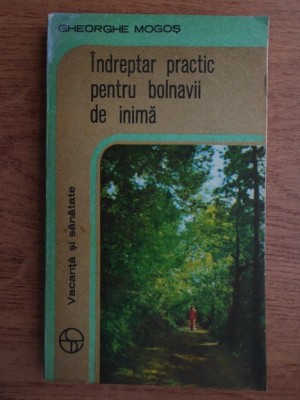 GHEORGHE MOGOȘ
Îndreptar practic
pentru bolnavii
de inimă
Vacanță și sănătate